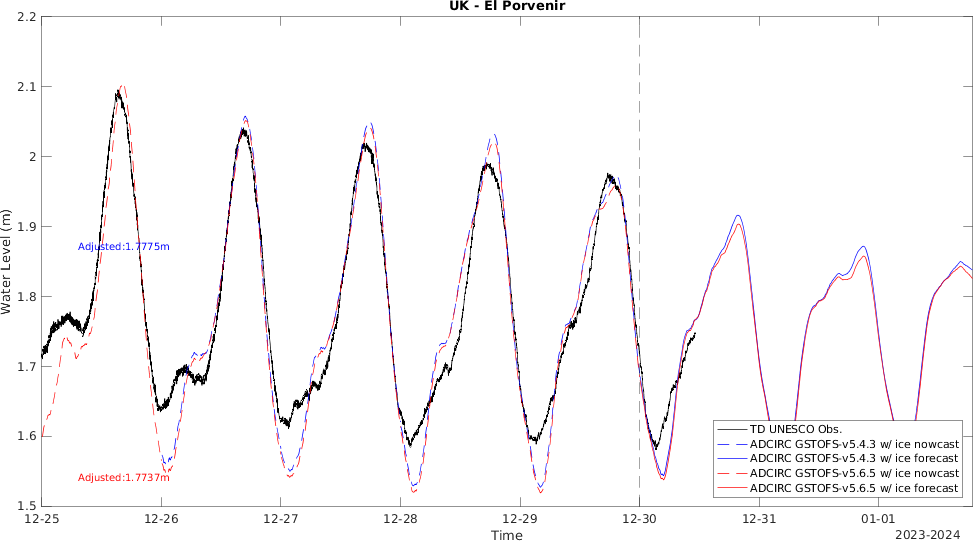 UK - El Porvenir
2.2
2.1
2
1.9
1.8
1.7
1.6
1.5
Water Level (m)
Adjusted:1.7775m
Adjusted:1.7737m
TD UNESCO Obs.
ADCIRC GSTOFS-v5.4.3 w/ ice nowcast
ADCIRC GSTOFS-v5.4.3 w/ ice forecast
ADCIRC GSTOFS-v5.6.5 w/ ice nowcast
ADCIRC GSTOFS-v5.6.5 w/ ice forecast
12-25 12-26 12-27 12-28 12-29 12-30 12-31 01-01
Time
2023-2024